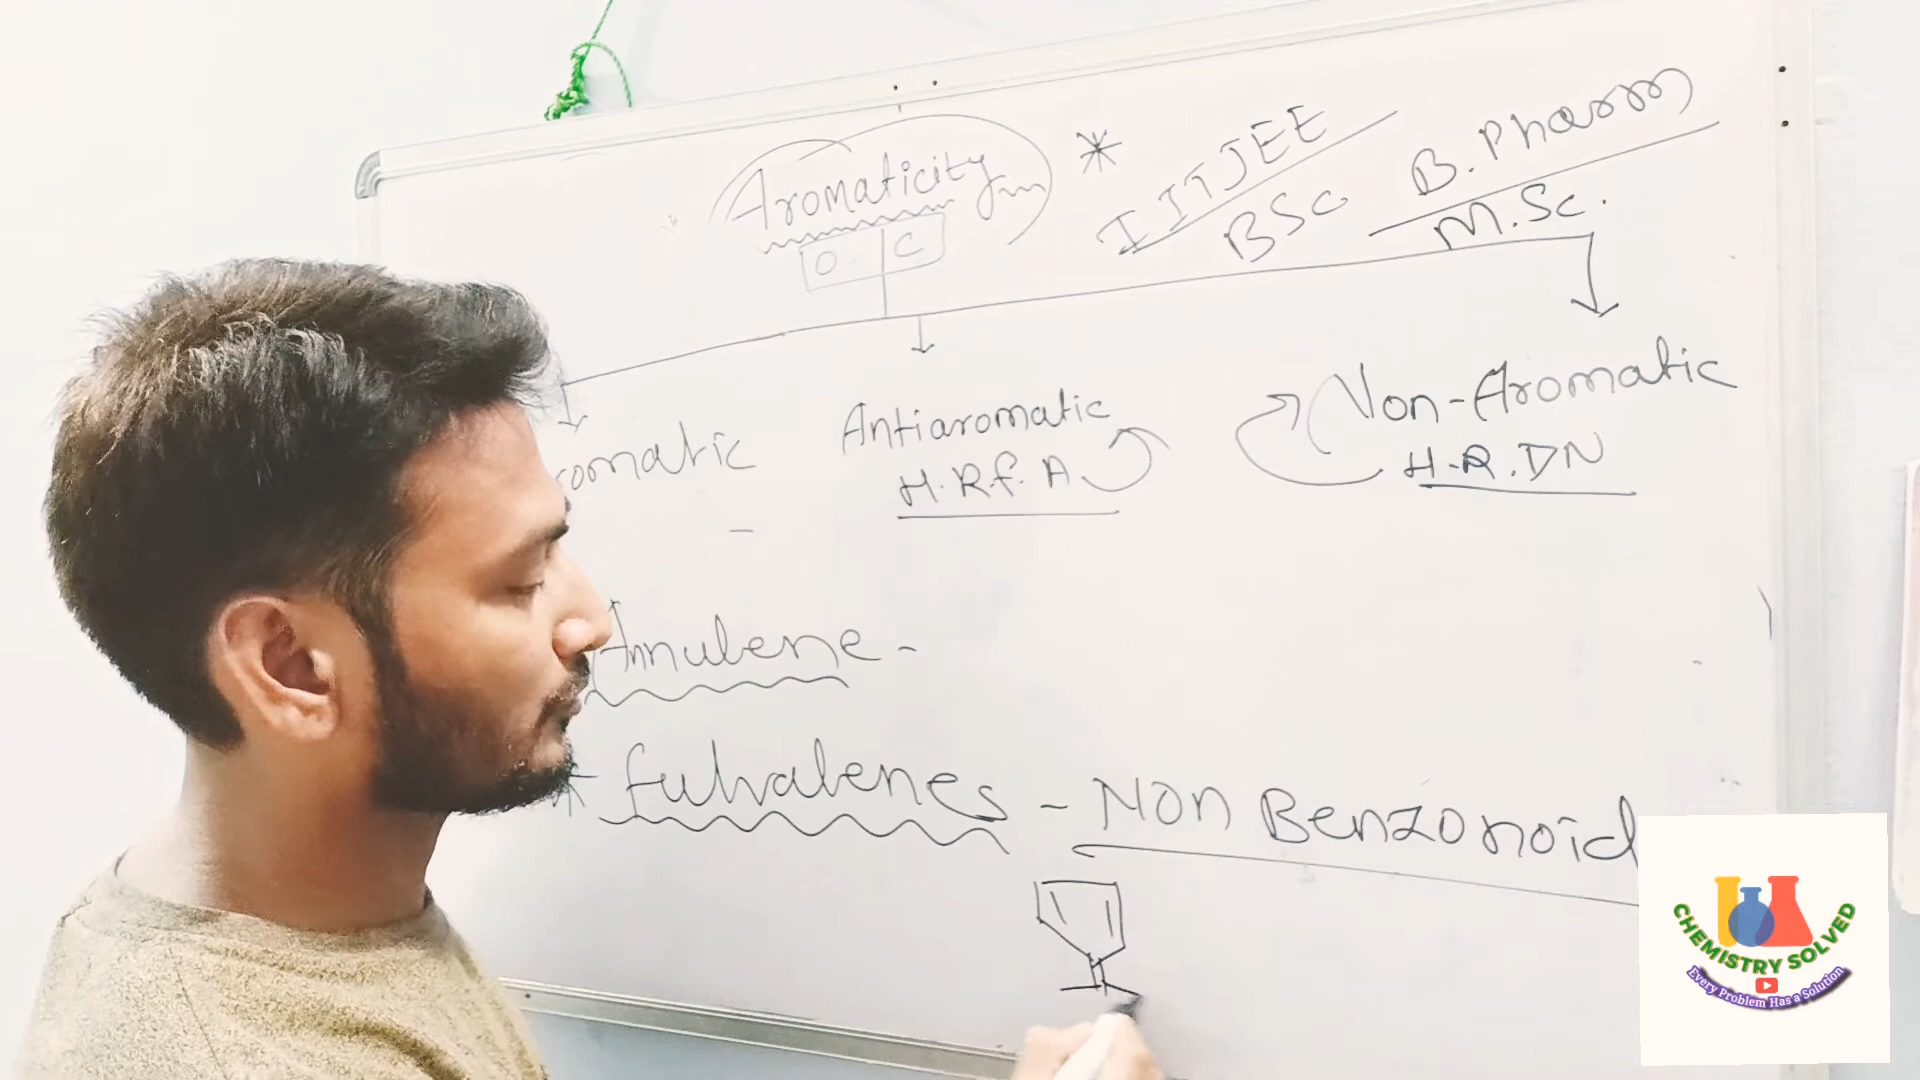 Aromaticity *
IITJEE
B. Pharm
O C
BSc
M.Sc.
romatic
Antiaromatic
H.R.f.A
Non-Aromatic
H.R.DN
Annulene -
* fulvalenes - Non Benzonoid
CHEMISTRY SOLVED
Every Problem Has a Solution